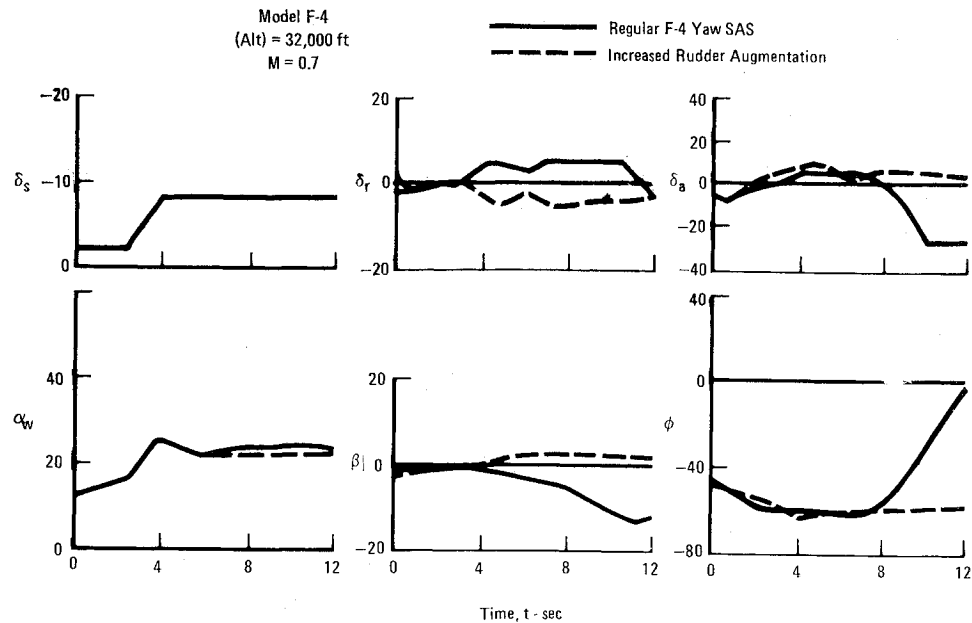 Model F-4
(Alt) = 32,000 ft
M = 0.7
Regular F-4 Yaw SAS
Increased Rudder Augmentation
-20
δs -10
0
20
δr 0
-20
40
20
δa 0
-20
-40
40
αw 20
0
0 4 8 12
20
β 0
-20
0 4 8 12
40
0
ϕ
-40
-80
0 4 8 12
Time, t - sec